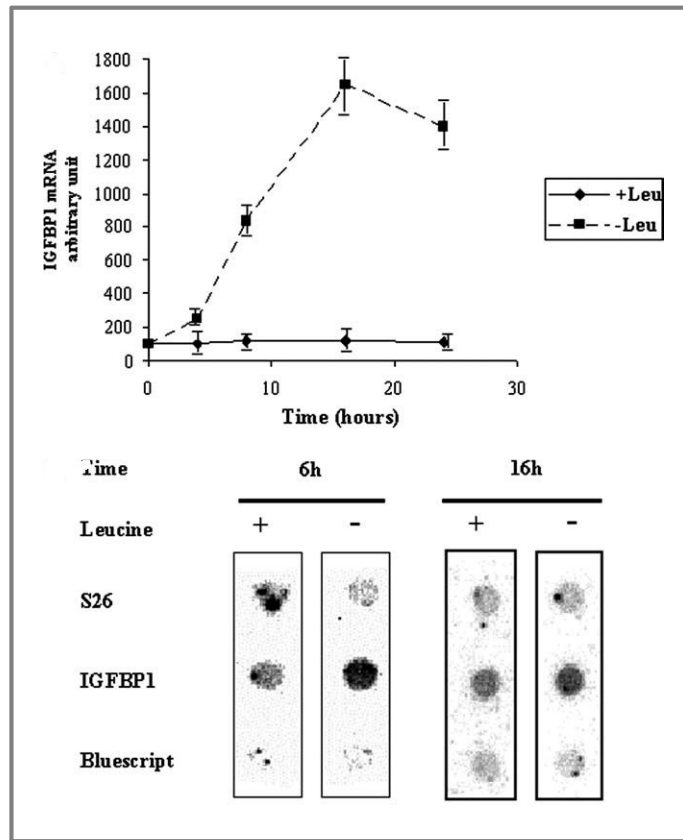 1800
1600
1400
1200
1000
800
600
400
200
0
IGFBP1 mRNA
arbitrary unit
0 10 20 30
Time (hours)
+Leu
-Leu
Time 6h 16h
Leucine + - + -
S26
IGFBP1
Bluescript